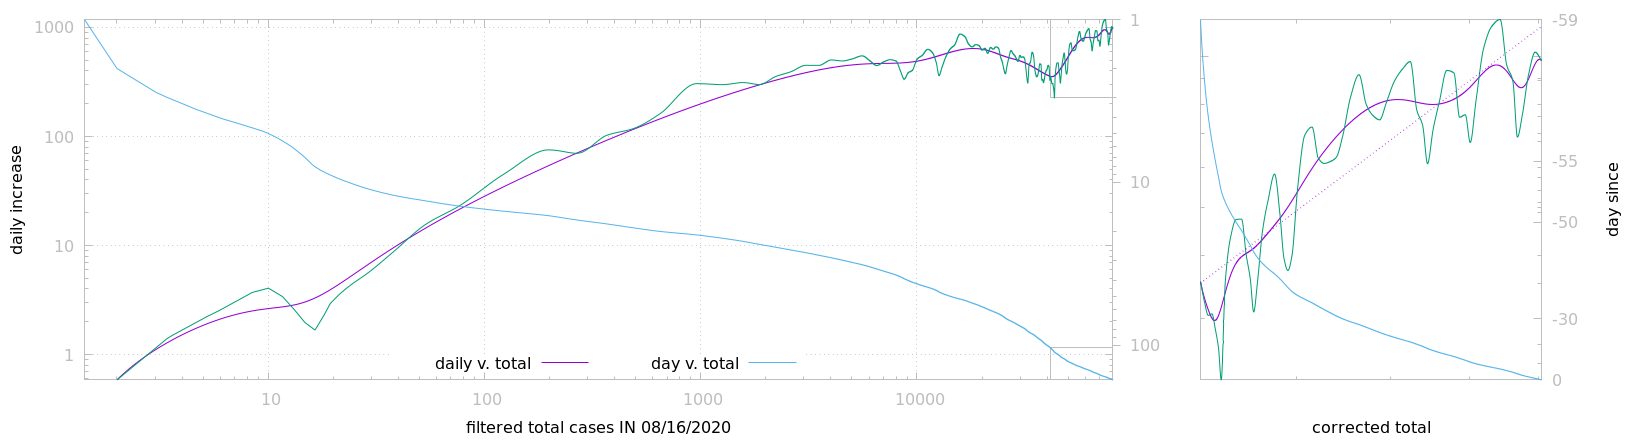 1000
100
10
1
daily increase
10
100
1000
10000
filtered total cases IN 08/16/2020
daily v. total
day v. total
1
10
100
-59
-55
-50
-30
0
day since
corrected total